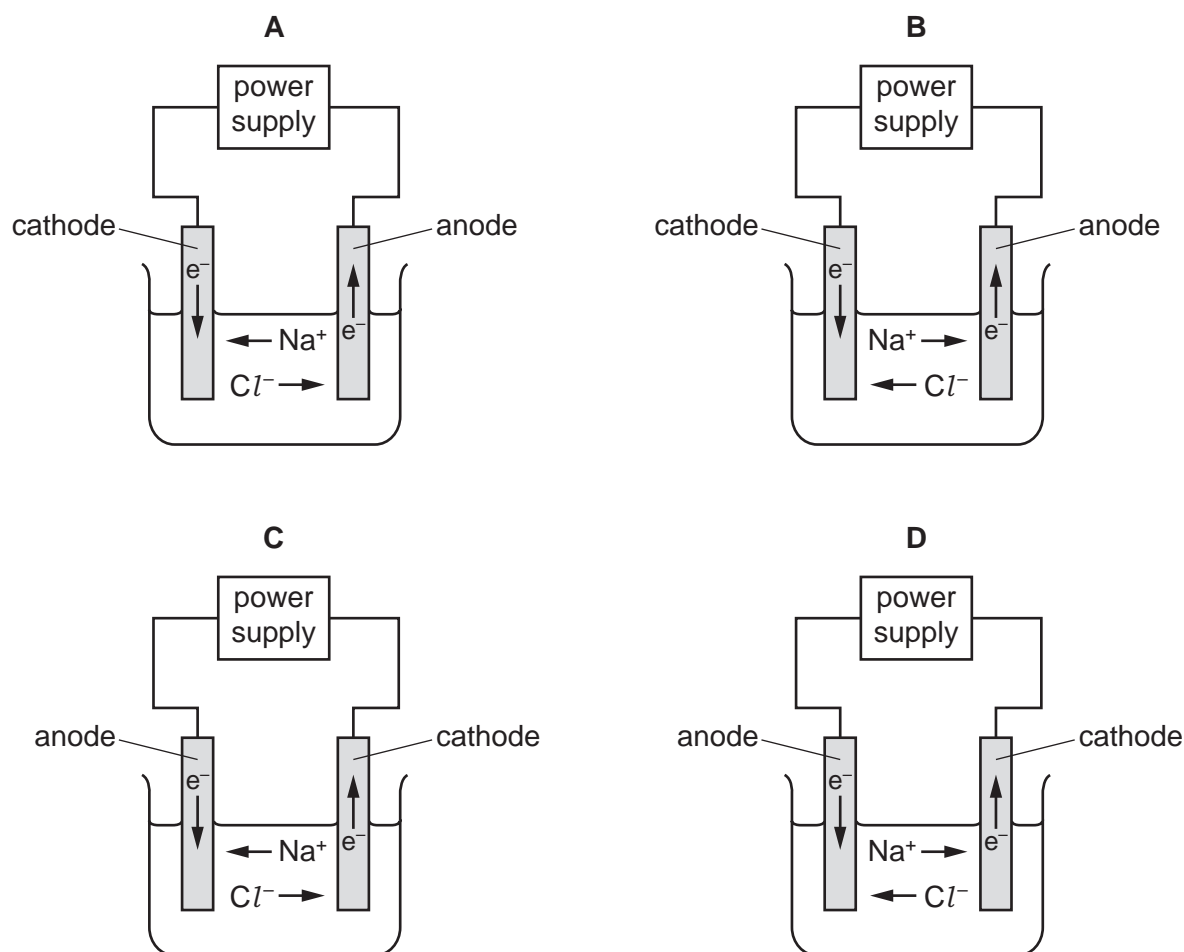 A
B
power
supply
power
supply
cathode
anode
cathode
anode
e⁻
e⁻
e⁻
e⁻
Na⁺
Na⁺
Cl⁻
Cl⁻
C
D
power
supply
power
supply
anode
cathode
anode
cathode
e⁻
e⁻
e⁻
e⁻
Na⁺
Na⁺
Cl⁻
Cl⁻